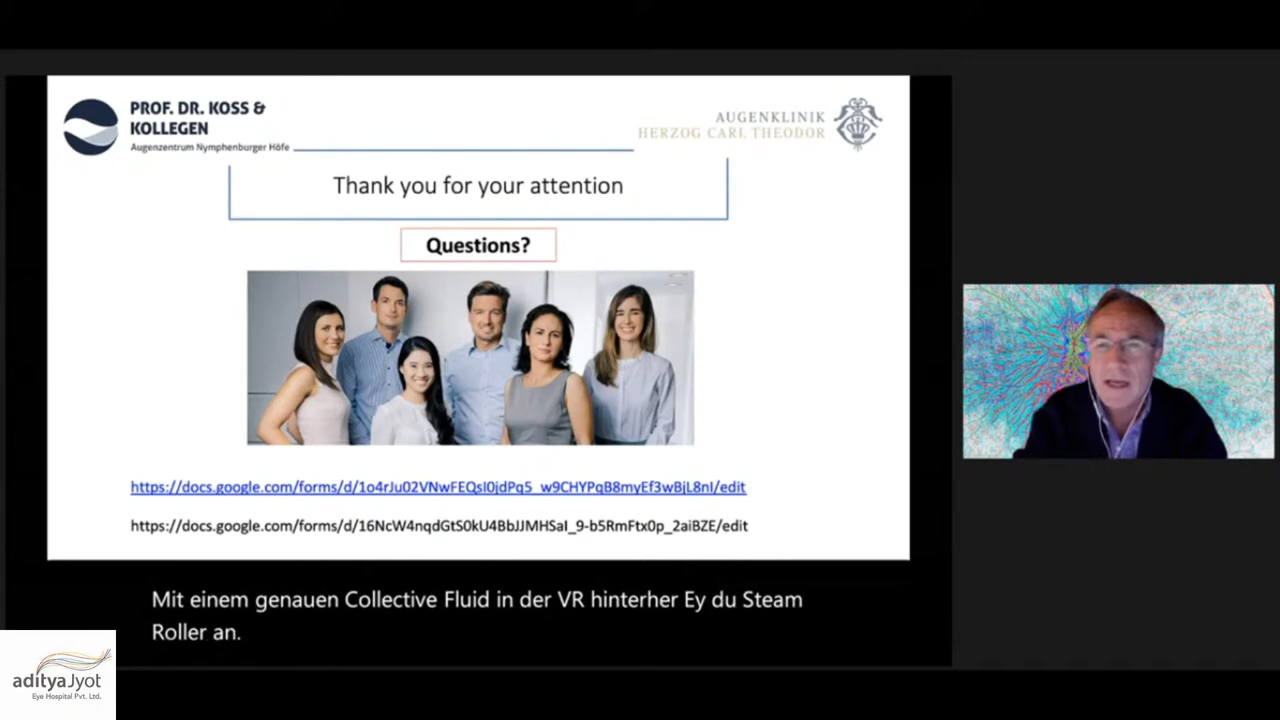 PROF. DR. KOSS &
KOLLEGEN
Augenzentrum Nymphenburger Höfe
AUGENKLINIK
HERZOG CARL THEODOR
Thank you for your attention
Questions?
https://docs.google.com/forms/d/1o4rJu02VNwFEQsI0jdPq5_w9CHYPqB8myEf3wBjL8nI/edit
https://docs.google.com/forms/d/16NcW4nqdGtS0kU4BbJJMHSaI_9-b5RmFtx0p_2aiBZE/edit
Mit einem genauen Collective Fluid in der VR hinterher Ey du Steam
Roller an.
adityaJyot
Eye Hospital Pvt. Ltd.